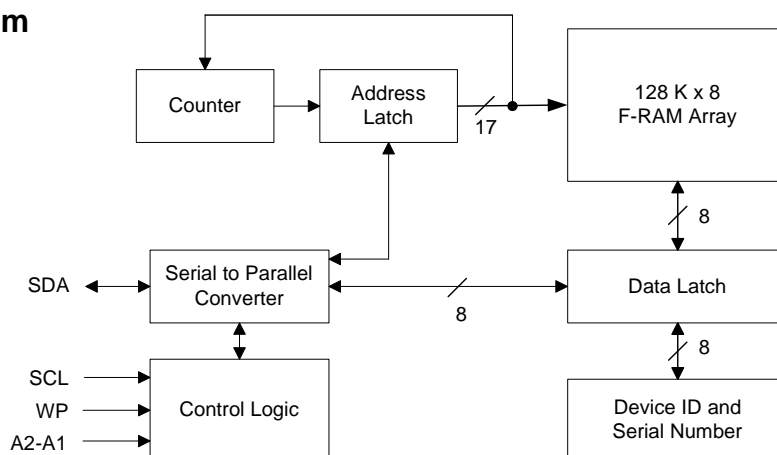 m
Counter
Address
Latch
17
128 K x 8
F-RAM Array
8
SDA
Serial to Parallel
Converter
8
Data Latch
8
SCL
WP
A2-A1
Control Logic
Device ID and
Serial Number